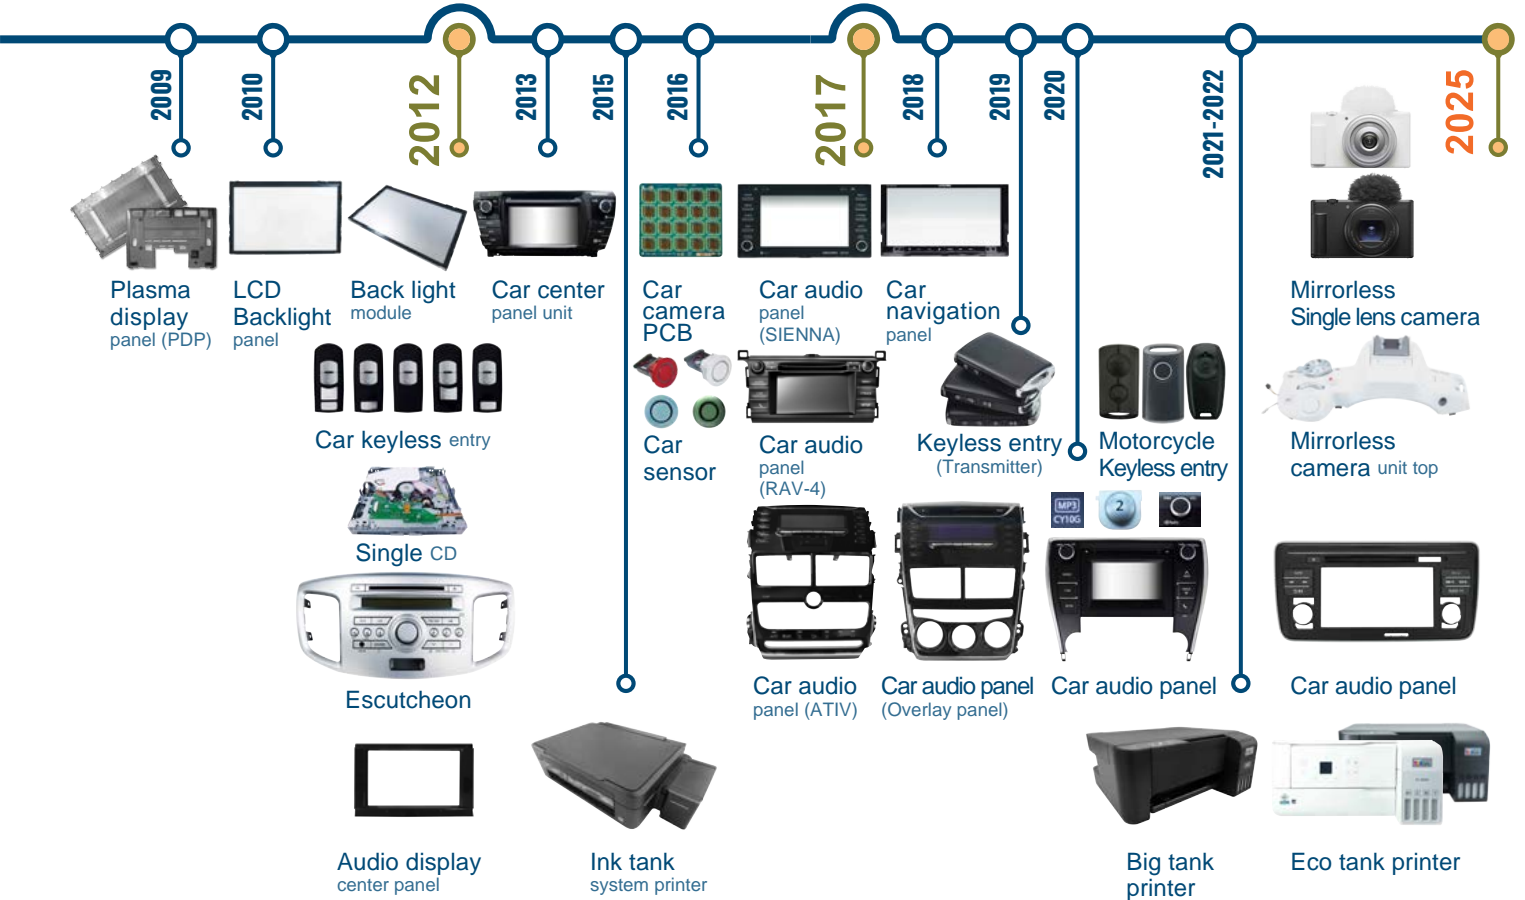 2009
2010
2012
2013
2015
2016
2017
2018
2019
2020
2021-2022
2025
Plasma
display
panel (PDP)
LCD
Backlight
panel
Back light
module
Car center
panel unit
Car
camera
PCB
Car audio
panel
(SIENNA)
Car
navigation
panel
Mirrorless
Single lens camera
Car keyless entry
Car
sensor
Car audio
panel
(RAV-4)
Keyless entry
(Transmitter)
Motorcycle
Keyless entry
Mirrorless
camera unit top
MP3
CY10G
2
Single CD
Escutcheon
Car audio
panel (ATIV)
Car audio panel
(Overlay panel)
Car audio panel
Car audio panel
Audio display
center panel
Ink tank
system printer
Big tank
printer
Eco tank printer